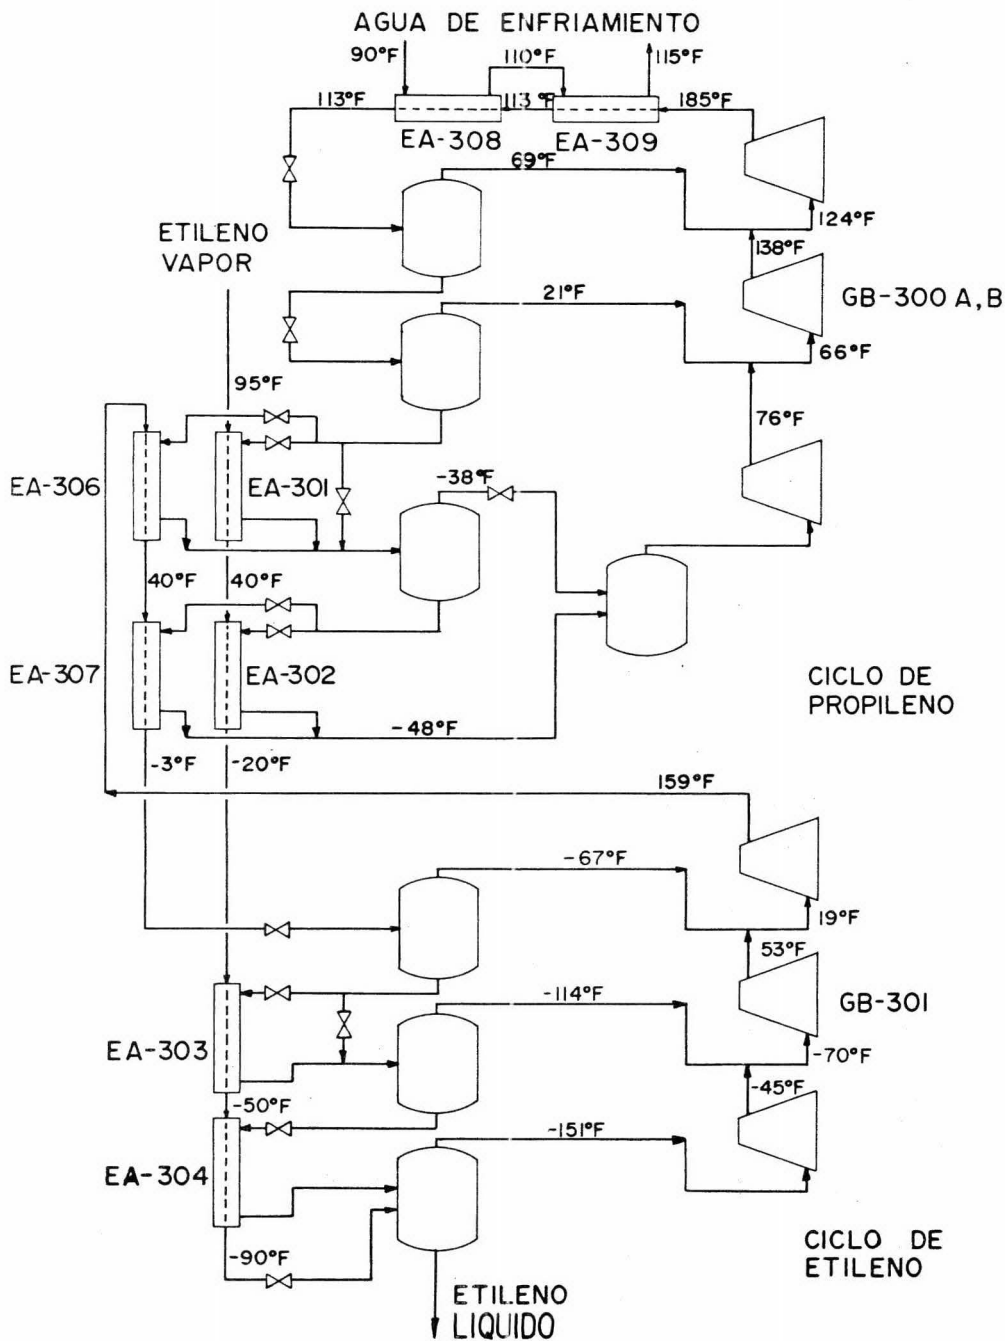 AGUA DE ENFRIAMIENTO
90°F
110°F
115°F
113°F
113°F
185°F
EA-308
EA-309
69°F
124°F
ETILENO
VAPOR
138°F
21°F
GB-300 A,B
66°F
95°F
76°F
EA-306
EA-301
-38°F
40°F
40°F
EA-307
EA-302
CICLO DE
PROPILENO
-48°F
-3°F
-20°F
159°F
-67°F
19°F
53°F
-114°F
GB-301
EA-303
-70°F
-50°F
-45°F
-151°F
EA-304
-90°F
CICLO DE
ETILENO
ETILENO
LIQUIDO